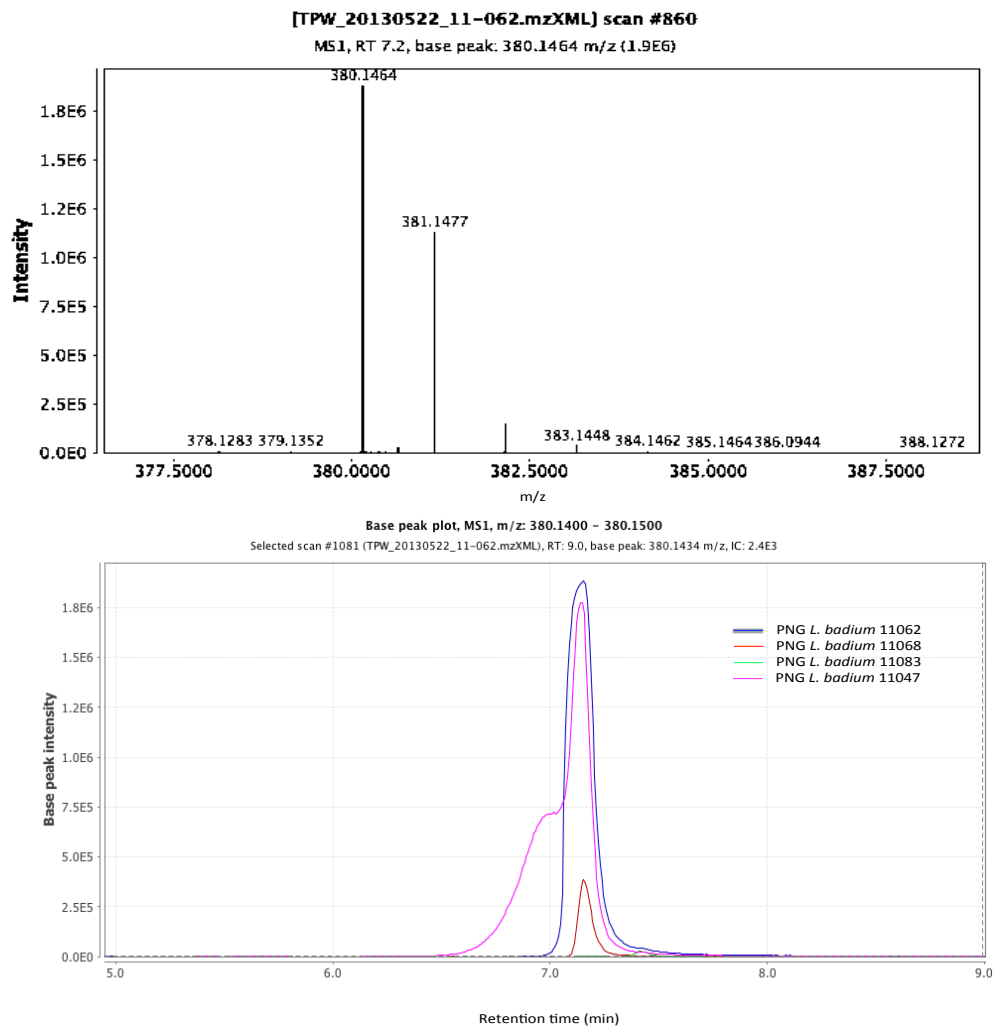 [TPW_20130522_11-062.mzXML] scan #860
MS1, RT 7.2, base peak: 380.1464 m/z (1.9E6)
380.1464
1.8E6
1.5E6
1.2E6
381.1477
1.0E6
7.5E5
5.0E5
2.5E5
378.1283 379.1352
383.1448
384.1462
385.1464
386.0944
388.1272
0.0E0
377.5000
380.0000
382.5000
385.0000
387.5000
Intensity
m/z
Base peak plot, MS1, m/z: 380.1400 - 380.1500
Selected scan #1081 (TPW_20130522_11-062.mzXML), RT: 9.0, base peak: 380.1434 m/z, IC: 2.4E3
1.8E6
1.5E6
1.2E6
1.0E6
7.5E5
5.0E5
2.5E5
0.0E0
Base peak intensity
PNG L. badium 11062
PNG L. badium 11068
PNG L. badium 11083
PNG L. badium 11047
5.0
6.0
7.0
8.0
9.0
Retention time (min)